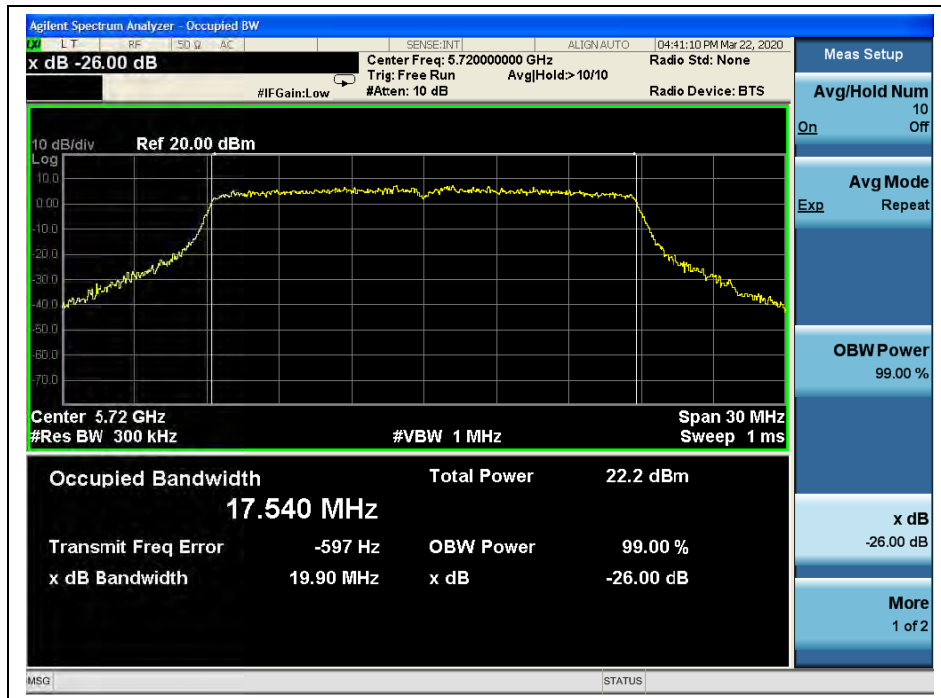 Agilent Spectrum Analyzer - Occupied BW
LXI LT RF 50 Ω AC SENSE:INT ALIGN AUTO 04:41:10 PM Mar 22, 2020
x dB -26.00 dB Center Freq: 5.720000000 GHz Radio Std: None
Trig: Free Run Avg|Hold:> 10/10
#IFGain:Low #Atten: 10 dB Radio Device: BTS
10 dB/div Ref 20.00 dBm
Log
10.0
0.00
-10.0
-20.0
-30.0
-40.0
-50.0
-60.0
-70.0
Center 5.72 GHz Span 30 MHz
#Res BW 300 kHz #VBW 1 MHz Sweep 1 ms
Occupied Bandwidth Total Power 22.2 dBm
17.540 MHz
Transmit Freq Error -597 Hz OBW Power 99.00 %
x dB Bandwidth 19.90 MHz x dB -26.00 dB
MSG STATUS
Meas Setup
Avg/Hold Num
10
On Off
Avg Mode
Exp Repeat
OBW Power
99.00 %
x dB
-26.00 dB
More
1 of 2